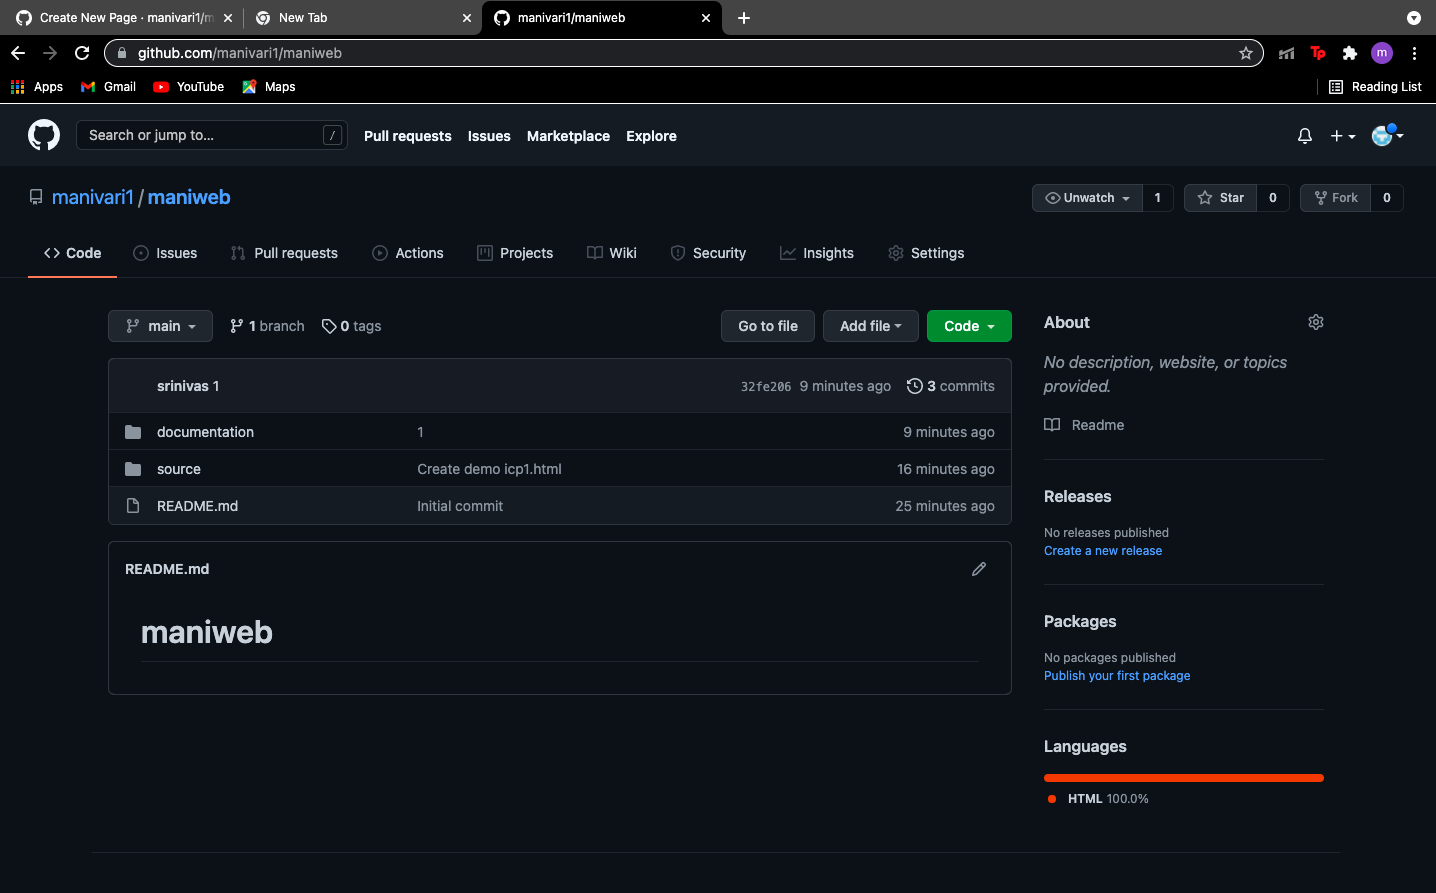 Create New Page · manivari1/m
New Tab
manivari1/maniweb
github.com/manivari1/maniweb
Tp
m
Apps
Gmail
YouTube
Maps
Reading List
Search or jump to...
/
Pull requests
Issues
Marketplace
Explore
manivari1 / maniweb
Unwatch
1
Star
0
Fork
0
Code
Issues
Pull requests
Actions
Projects
Wiki
Security
Insights
Settings
main
1 branch
0 tags
Go to file
Add file
Code
srinivas 1
32fe206 9 minutes ago
3 commits
documentation
1
9 minutes ago
source
Create demo icp1.html
16 minutes ago
README.md
Initial commit
25 minutes ago
README.md
maniweb
About
No description, website, or topics
provided.
Readme
Releases
No releases published
Create a new release
Packages
No packages published
Publish your first package
Languages
HTML 100.0%